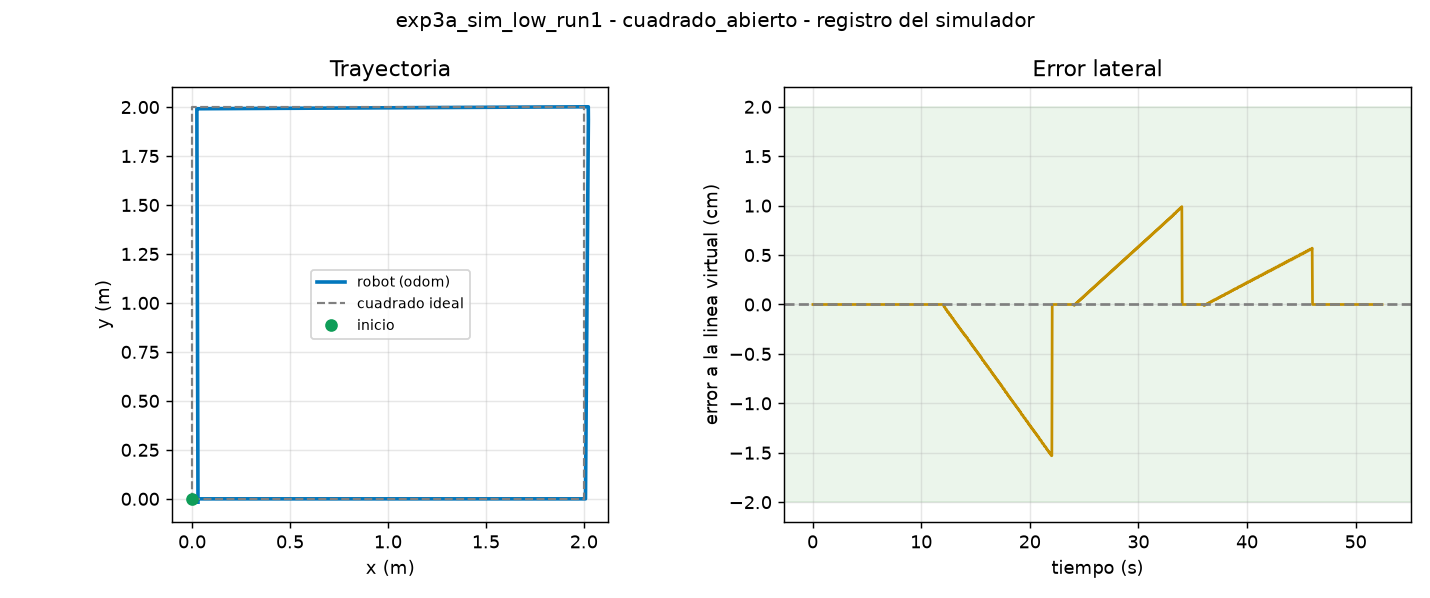 exp3a_sim_low_run1 - cuadrado_abierto - registro del simulador
Trayectoria
2.00
1.75
1.50
1.25
1.00
0.75
0.50
0.25
0.00
y (m)
robot (odom)
cuadrado ideal
inicio
0.0 0.5 1.0 1.5 2.0
x (m)
Error lateral
2.0
1.5
1.0
0.5
0.0
−0.5
−1.0
−1.5
−2.0
error a la linea virtual (cm)
0 10 20 30 40 50
tiempo (s)